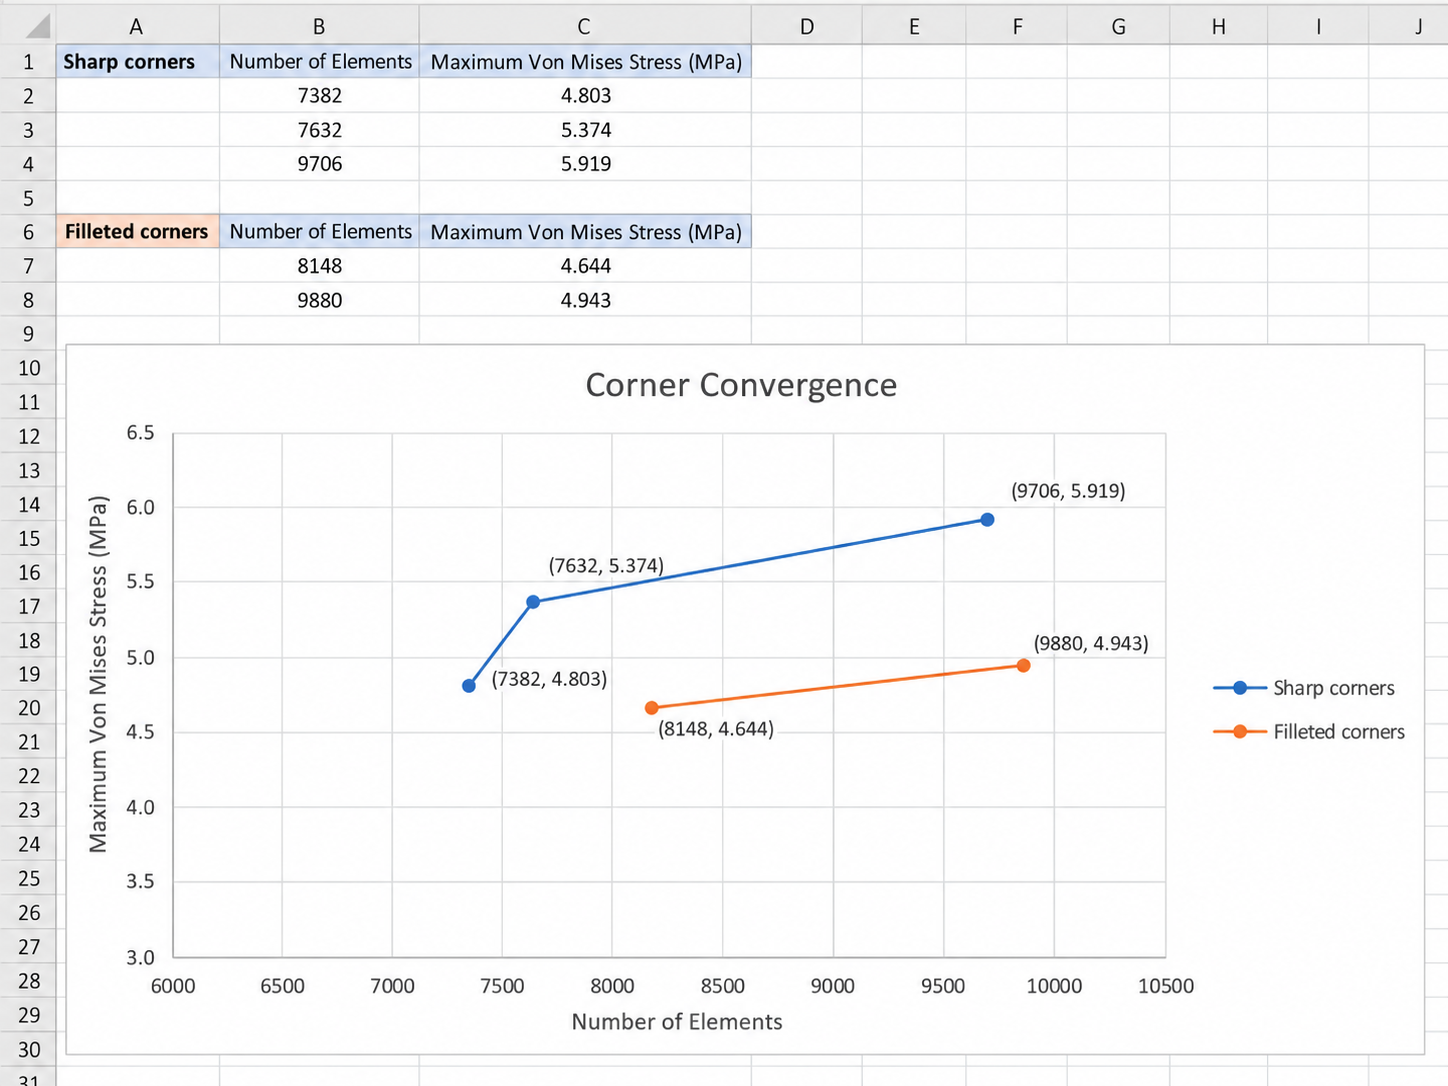 A B C D E F G H I J
1 Sharp corners Number of Elements Maximum Von Mises Stress (MPa)
2 7382 4.803
3 7632 5.374
4 9706 5.919
5
6 Filleted corners Number of Elements Maximum Von Mises Stress (MPa)
7 8148 4.644
8 9880 4.943
9
10
11
12
13
14
15
16
17
18
19
20
21
22
23
24
25
26
27
28
29
30
31
Corner Convergence
Maximum Von Mises Stress (MPa)
6.5
6.0
5.5
5.0
4.5
4.0
3.5
3.0
(9706, 5.919)
(7632, 5.374)
(9880, 4.943)
(7382, 4.803)
(8148, 4.644)
Sharp corners
Filleted corners
6000 6500 7000 7500 8000 8500 9000 9500 10000 10500
Number of Elements